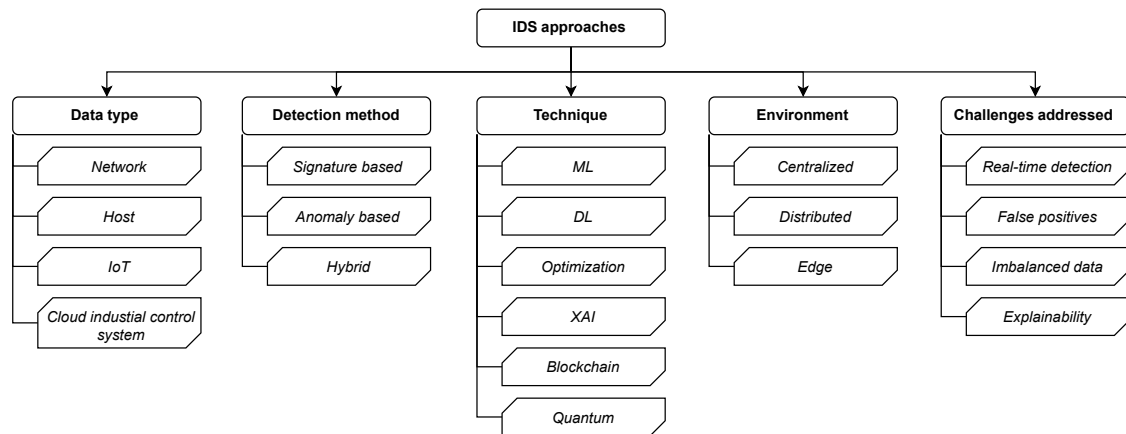 IDS approaches
Data type
Network
Host
IoT
Cloud industial control
system
Detection method
Signature based
Anomaly based
Hybrid
Technique
ML
DL
Optimization
XAI
Blockchain
Quantum
Environment
Centralized
Distributed
Edge
Challenges addressed
Real-time detection
False positives
Imbalanced data
Explainability